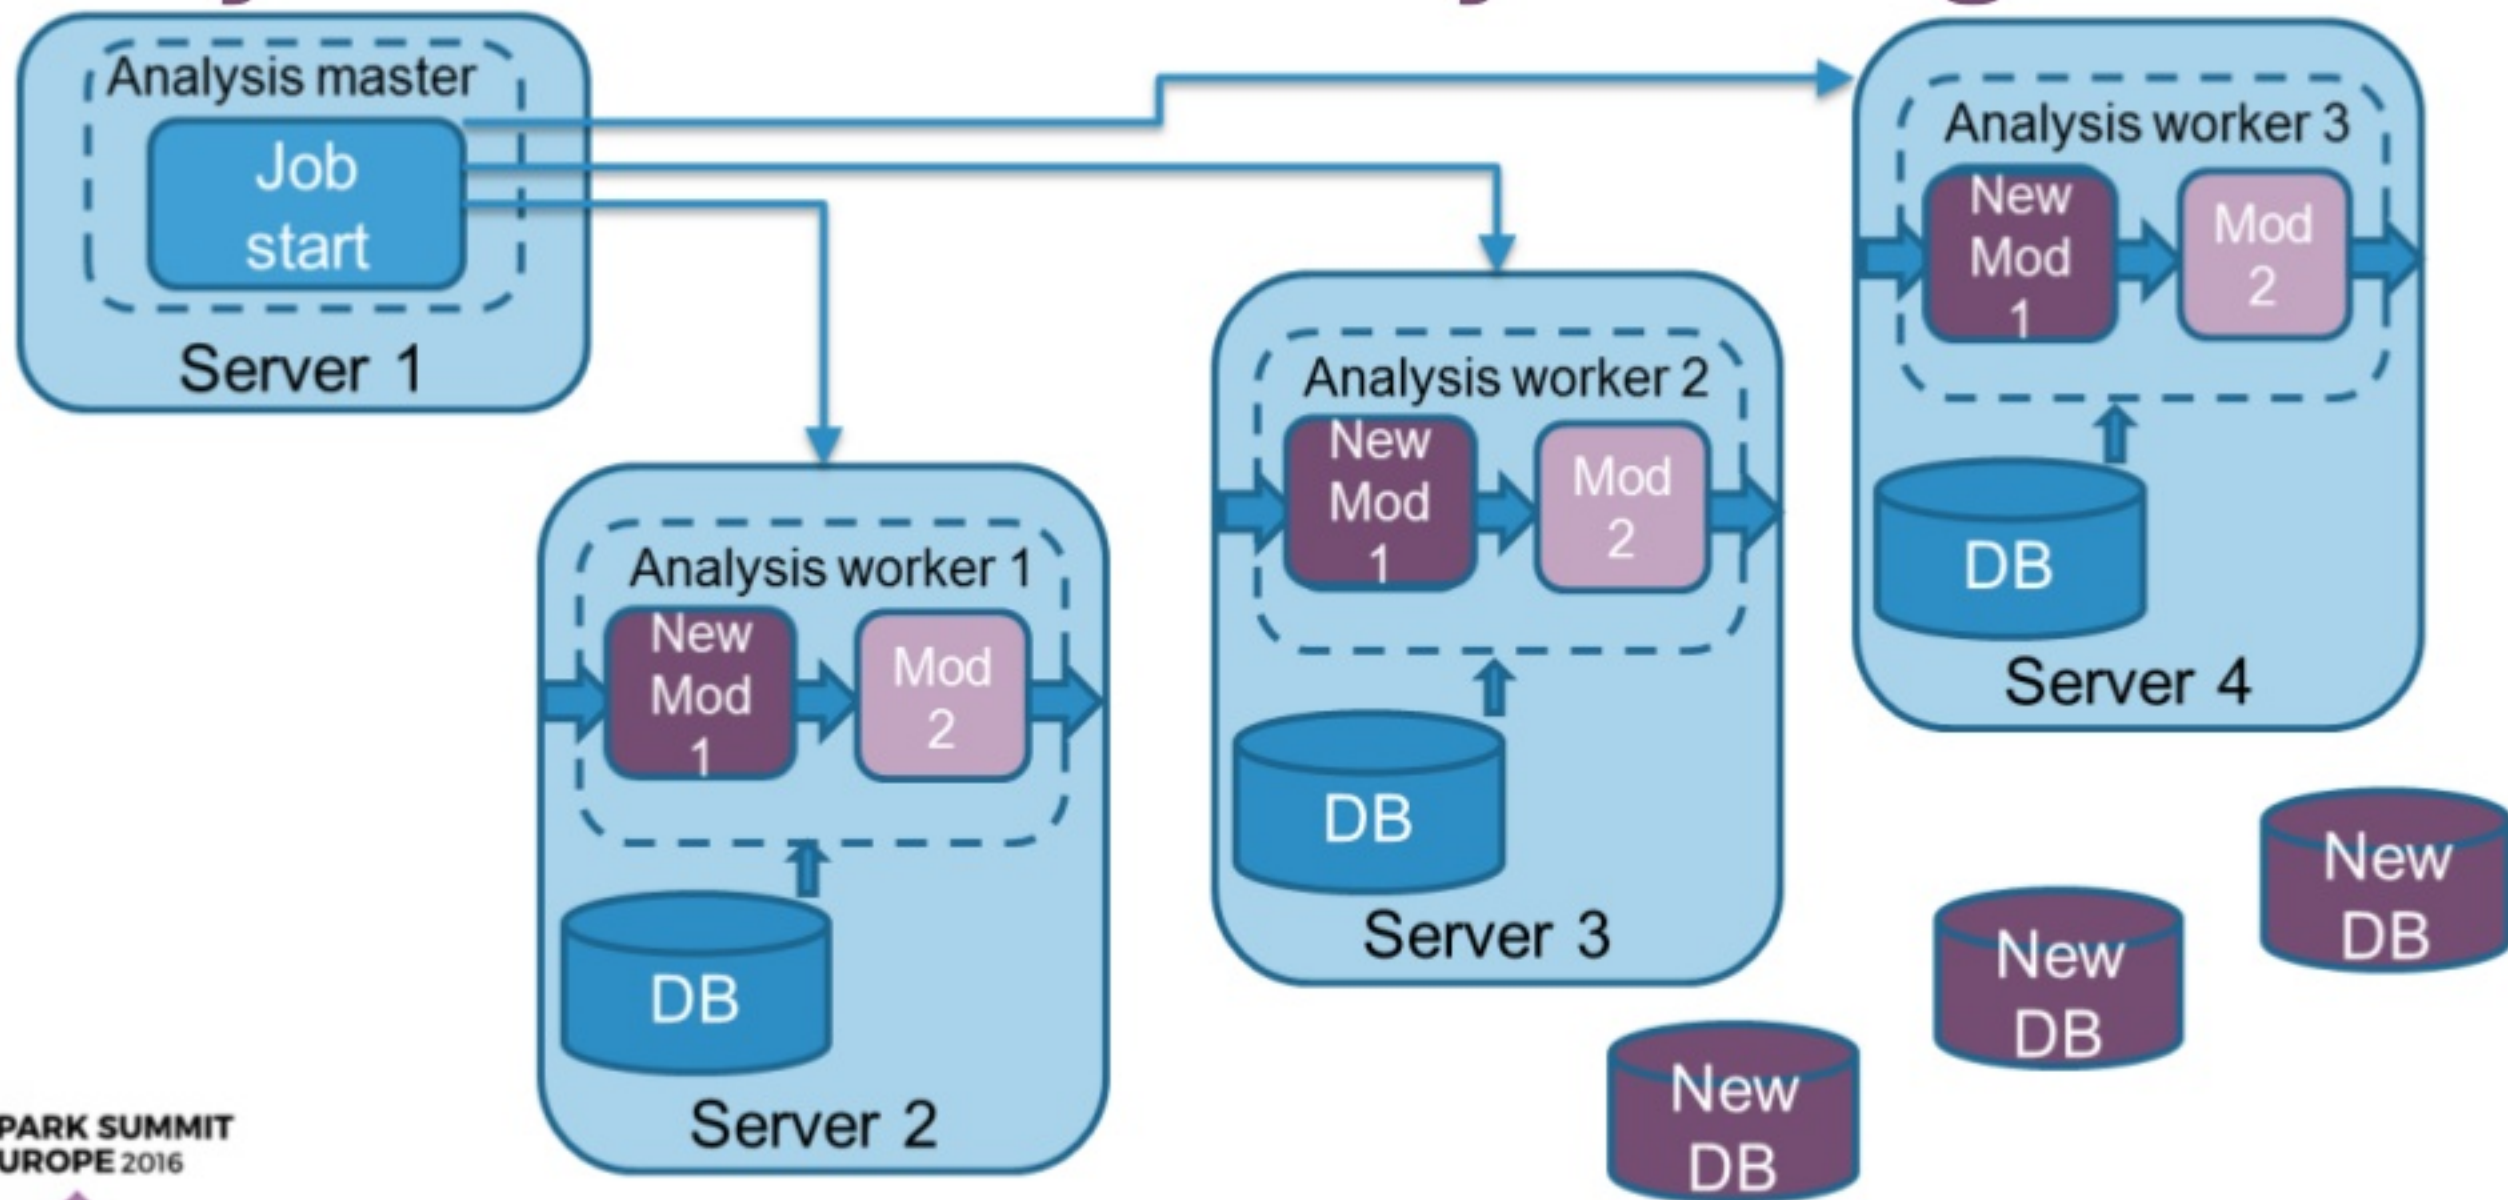 Analysis master
Job
start
Server 1
Analysis worker 1
New
Mod
1
Mod
2
DB
Server 2
Analysis worker 2
New
Mod
1
Mod
2
DB
Server 3
Analysis worker 3
New
Mod
1
Mod
2
DB
Server 4
New
DB
New
DB
New
DB
PARK SUMMIT
UROPE 2016